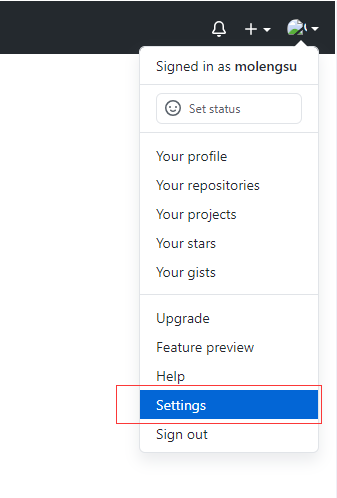 Signed in as molengsu
Set status
Your profile
Your repositories
Your projects
Your stars
Your gists
Upgrade
Feature preview
Help
Settings
Sign out